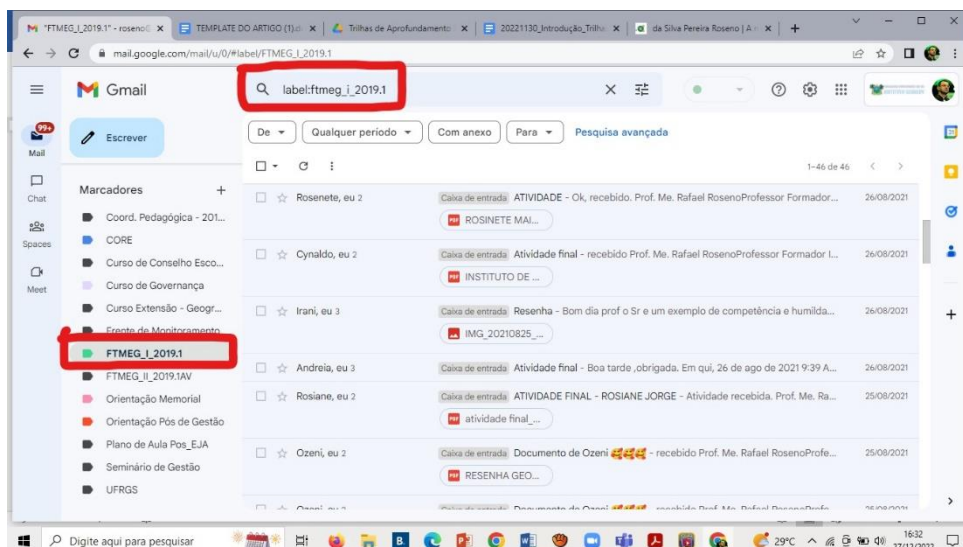 "FTMEG_I_2019.1" - roseno
TEMPLATE DO ARTIGO (1).
Trilhas de Aprofundamento
20221130_Introdução_Trilh
da Silva Pereira Roseno | A
mail.google.com/mail/u/0/#label/FTMEG_I_2019.1
Gmail
label:ftmeg_i_2019.1
99+
Mail
Chat
Spaces
Meet
Escrever
De
Qualquer período
Com anexo
Para
Pesquisa avançada
1–46 de 46
Marcadores
Coord. Pedagógica - 201...
CORE
Curso de Conselho Esco...
Curso de Governança
Curso Extensão - Geogr...
Frente de Monitoramento
FTMEG_I_2019.1
FTMEG_II_2019.1AV
Orientação Memorial
Orientação Pós de Gestão
Plano de Aula Pos_EJA
Seminário de Gestão
UFRGS
Rosenete, eu 2 Caixa de entrada ATIVIDADE - Ok, recebido. Prof. Me. Rafael RosenoProfessor Formador... 26/08/2021
PDF ROSINETE MAI...
Cynaldo, eu 2 Caixa de entrada Atividade final - recebido Prof. Me. Rafael RosenoProfessor Formador I... 26/08/2021
PDF INSTITUTO DE ...
Irani, eu 3 Caixa de entrada Resenha - Bom dia prof o Sr e um exemplo de competência e humilda... 26/08/2021
IMG_20210825_...
Andreia, eu 3 Caixa de entrada Atividade final - Boa tarde ,obrigada. Em qui, 26 de ago de 2021 9:39 A... 26/08/2021
Rosiane, eu 2 Caixa de entrada ATIVIDADE FINAL - ROSIANE JORGE - Atividade recebida. Prof. Me. Ra... 25/08/2021
PDF atividade final_...
Ozeni, eu 2 Caixa de entrada Documento de Ozeni 🥰🥰🥰 - recebido Prof. Me. Rafael RosenoProfe... 25/08/2021
PDF RESENHA GEO...
Digite aqui para pesquisar
29°C
16:32